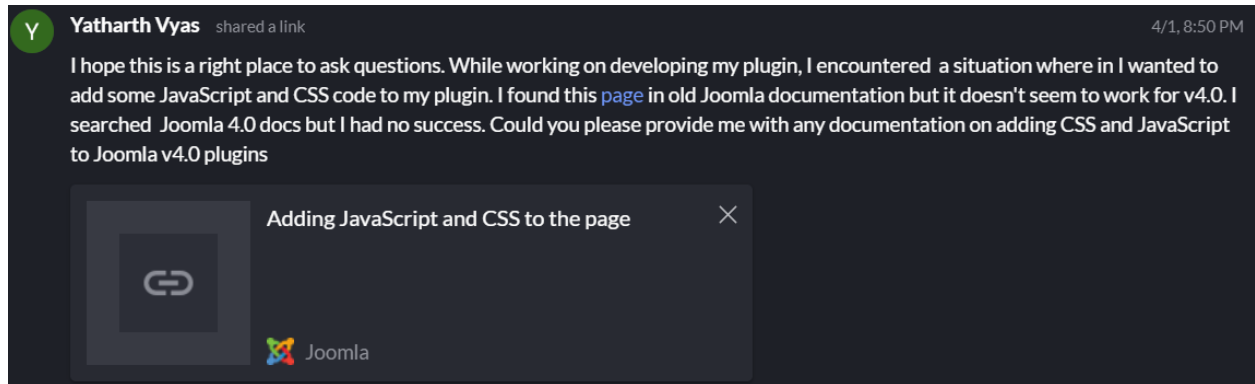 Y
Yatharth Vyas shared a link 4/1, 8:50 PM
I hope this is a right place to ask questions. While working on developing my plugin, I encountered  a situation where in I wanted to
add some JavaScript and CSS code to my plugin. I found this page in old Joomla documentation but it doesn't seem to work for v4.0. I
searched  Joomla 4.0 docs but I had no success. Could you please provide me with any documentation on adding CSS and JavaScript
to Joomla v4.0 plugins
Adding JavaScript and CSS to the page
Joomla